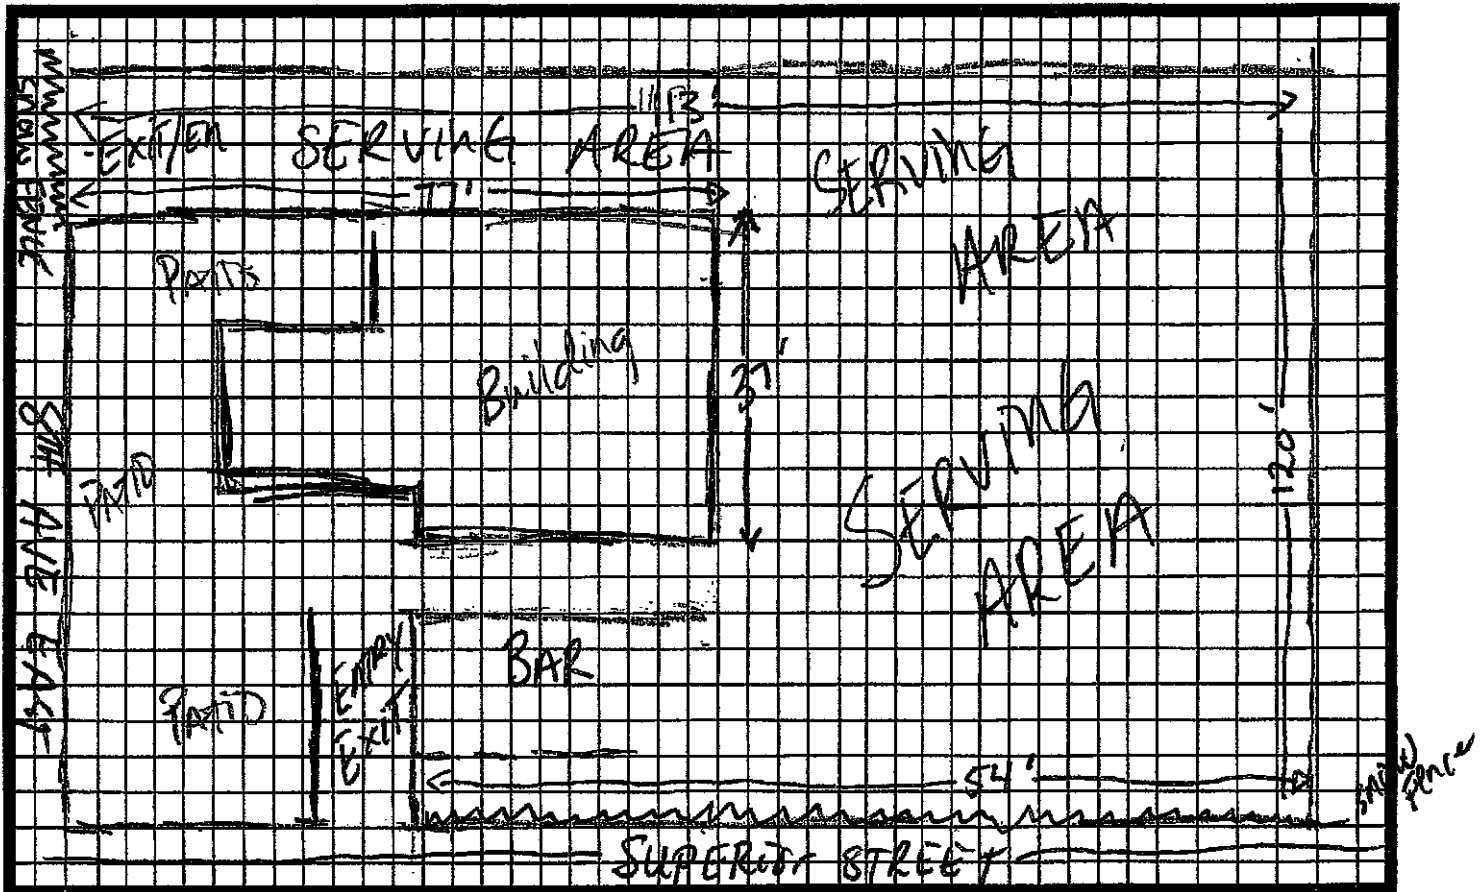 113'
EXIT/EN SERVING AREA
77'
SERVING
AREA
SNOW FENCE
PATIO
Building
37'
SERVING
AREA
120'
8TH AVE EAST
PATIO
BAR
ENTRY
EXIT
PATIO
54'
SNOW
FENCE
SUPERIOR STREET